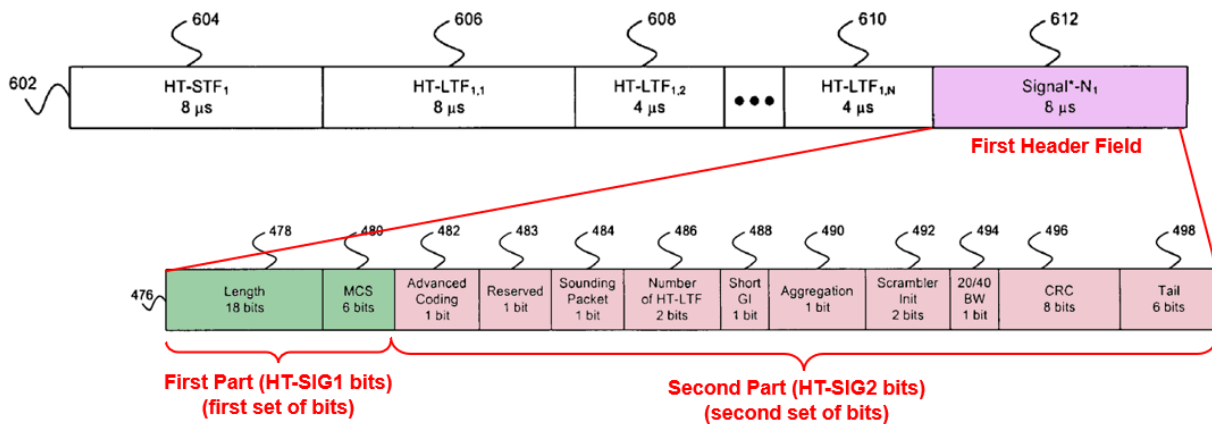 604
606
608
610
612
602
HT-STF₁
8 µs
HT-LTF₁,₁
8 µs
HT-LTF₁,₂
4 µs
●●●
HT-LTF₁,N
4 µs
Signal*-N₁
8 µs
First Header Field
478
480
482
483
484
486
488
490
492
494
496
498
476
Length
18 bits
MCS
6 bits
Advanced
Coding
1 bit
Reserved
1 bit
Sounding
Packet
1 bit
Number
of HT-LTF
2 bits
Short
GI
1 bit
Aggregation
1 bit
Scrambler
Init
2 bits
20/40
BW
1 bit
CRC
8 bits
Tail
6 bits
First Part (HT-SIG1 bits)
(first set of bits)
Second Part (HT-SIG2 bits)
(second set of bits)